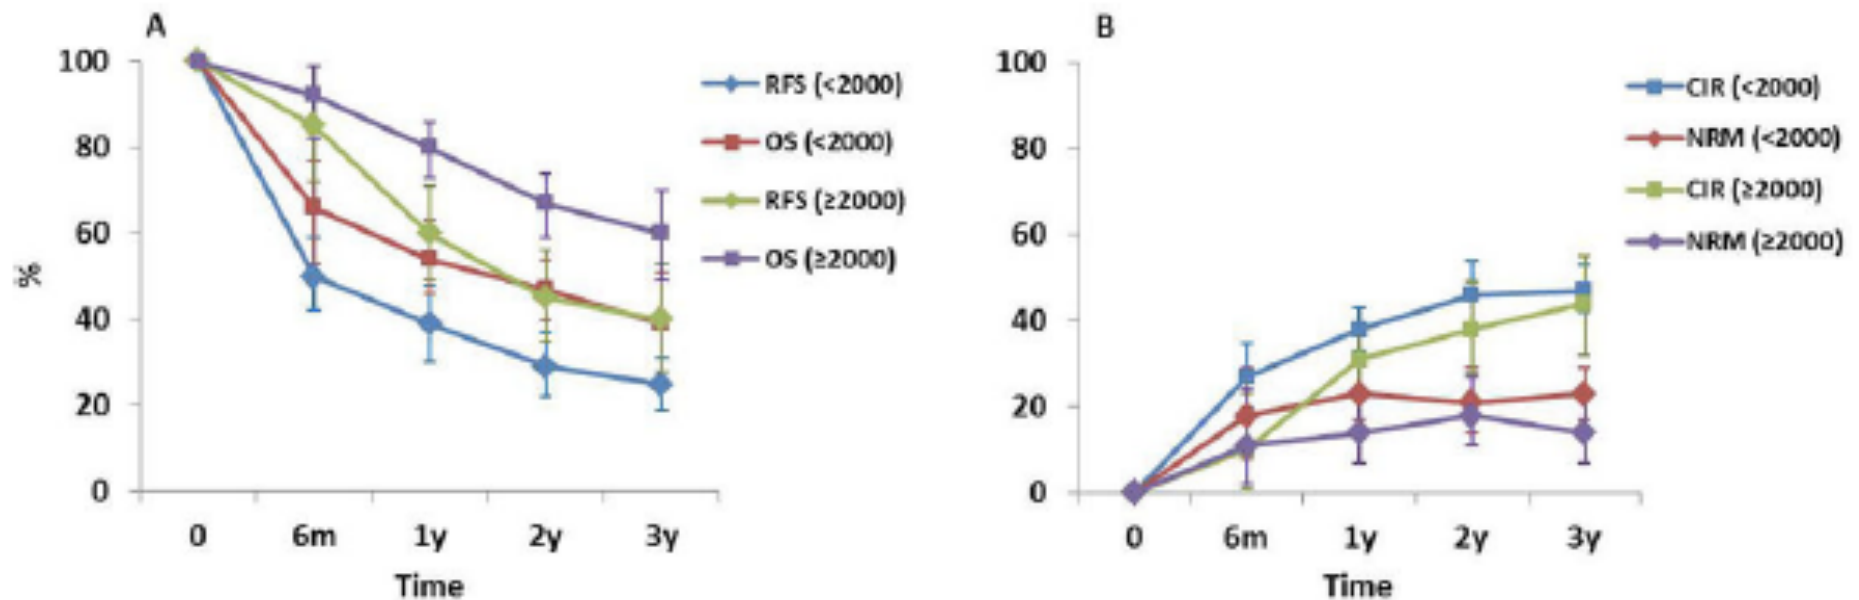 A
100
80
60
40
20
0
%
0 6m 1y 2y 3y
Time
RFS (<2000)
OS (<2000)
RFS (≥2000)
OS (≥2000)
B
100
80
60
40
20
0
0 6m 1y 2y 3y
Time
CIR (<2000)
NRM (<2000)
CIR (≥2000)
NRM (≥2000)